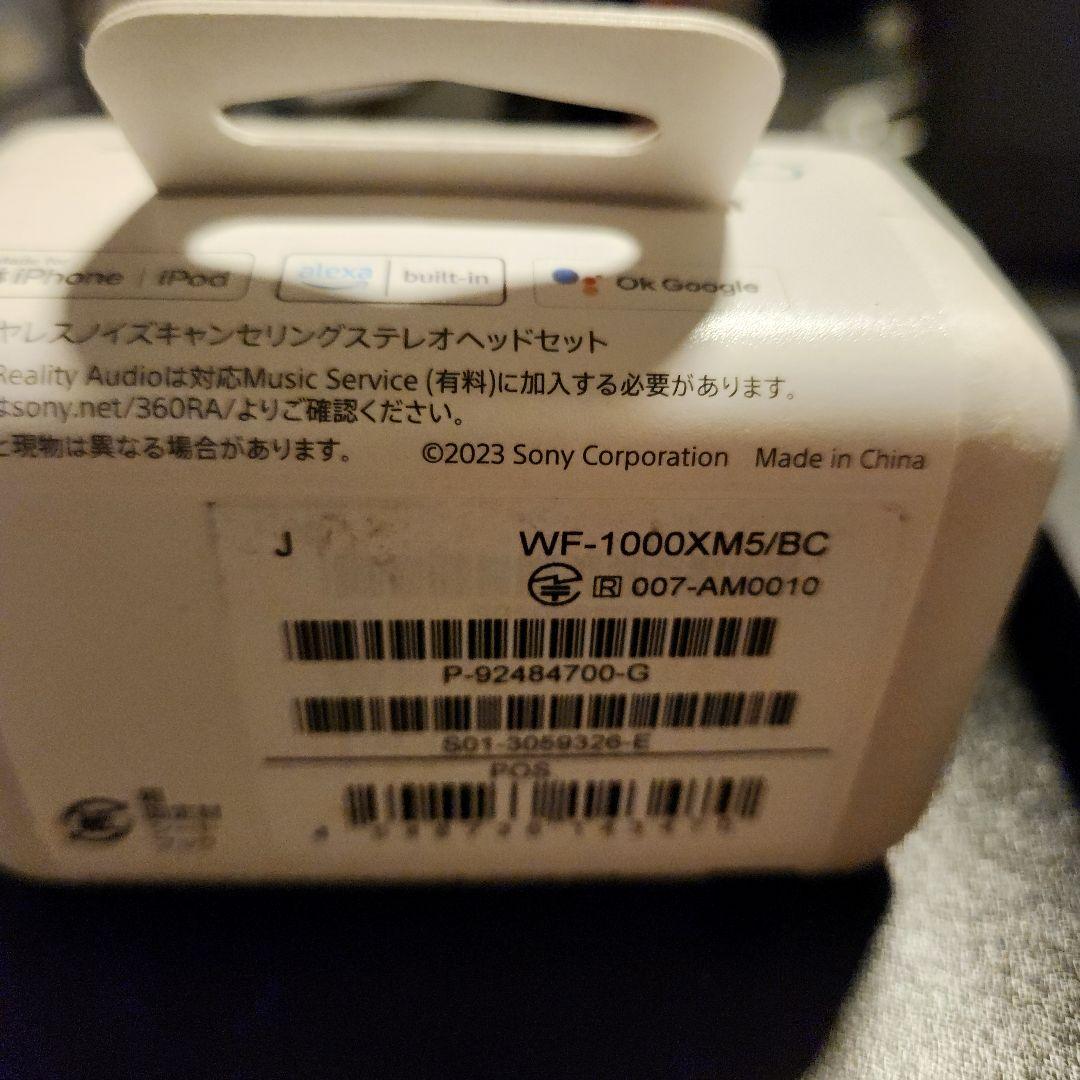 iPhone | iPod alexa built-in Ok Google
ヤレスノイズキャンセリングステレオヘッドセット
Reality Audioは対応Music Service (有料)に加入する必要があります。
はsony.net/360RA/よりご確認ください。
と現物は異なる場合があります。 ©2023 Sony Corporation Made in China
J WF-1000XM5/BC
R 007-AM0010
P-92484700-G
S01-3059326-E
POS